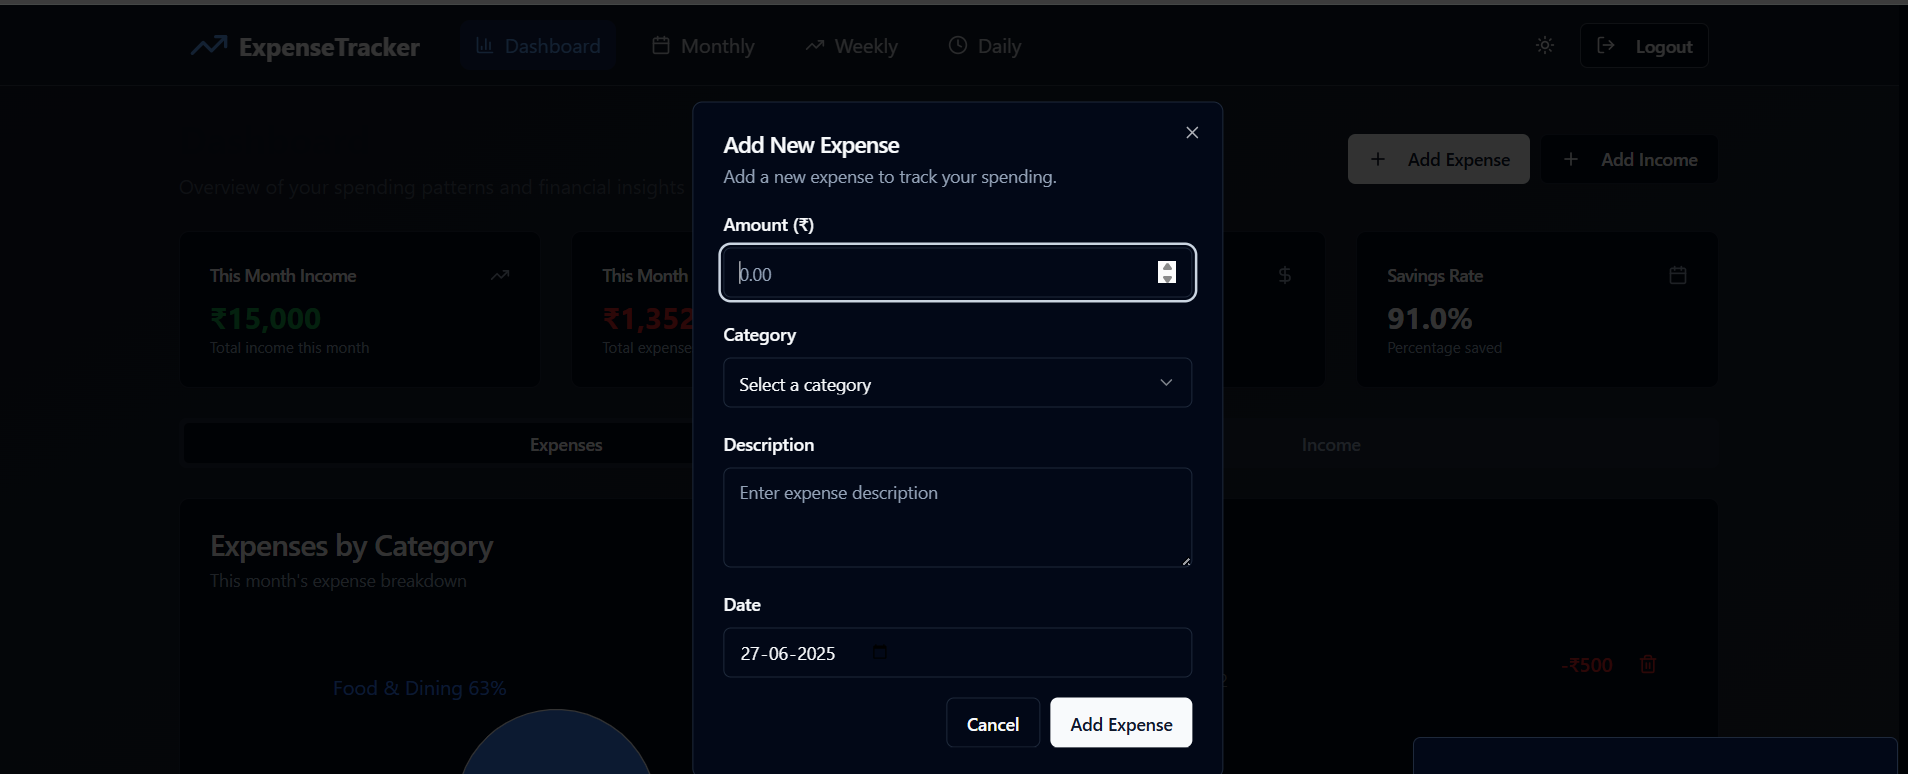 ExpenseTracker
Dashboard
Monthly
Weekly
Daily
Logout
Overview of your spending patterns and financial insights
Add Expense
Add Income
This Month Income
₹15,000
Total income this month
This Month
₹1,352
Total expense
$
Savings Rate
91.0%
Percentage saved
Expenses
Income
Expenses by Category
This month's expense breakdown
Food & Dining 63%
-₹500
Add New Expense
Add a new expense to track your spending.
Amount (₹)
0.00
Category
Select a category
Description
Enter expense description
Date
27-06-2025
Cancel
Add Expense